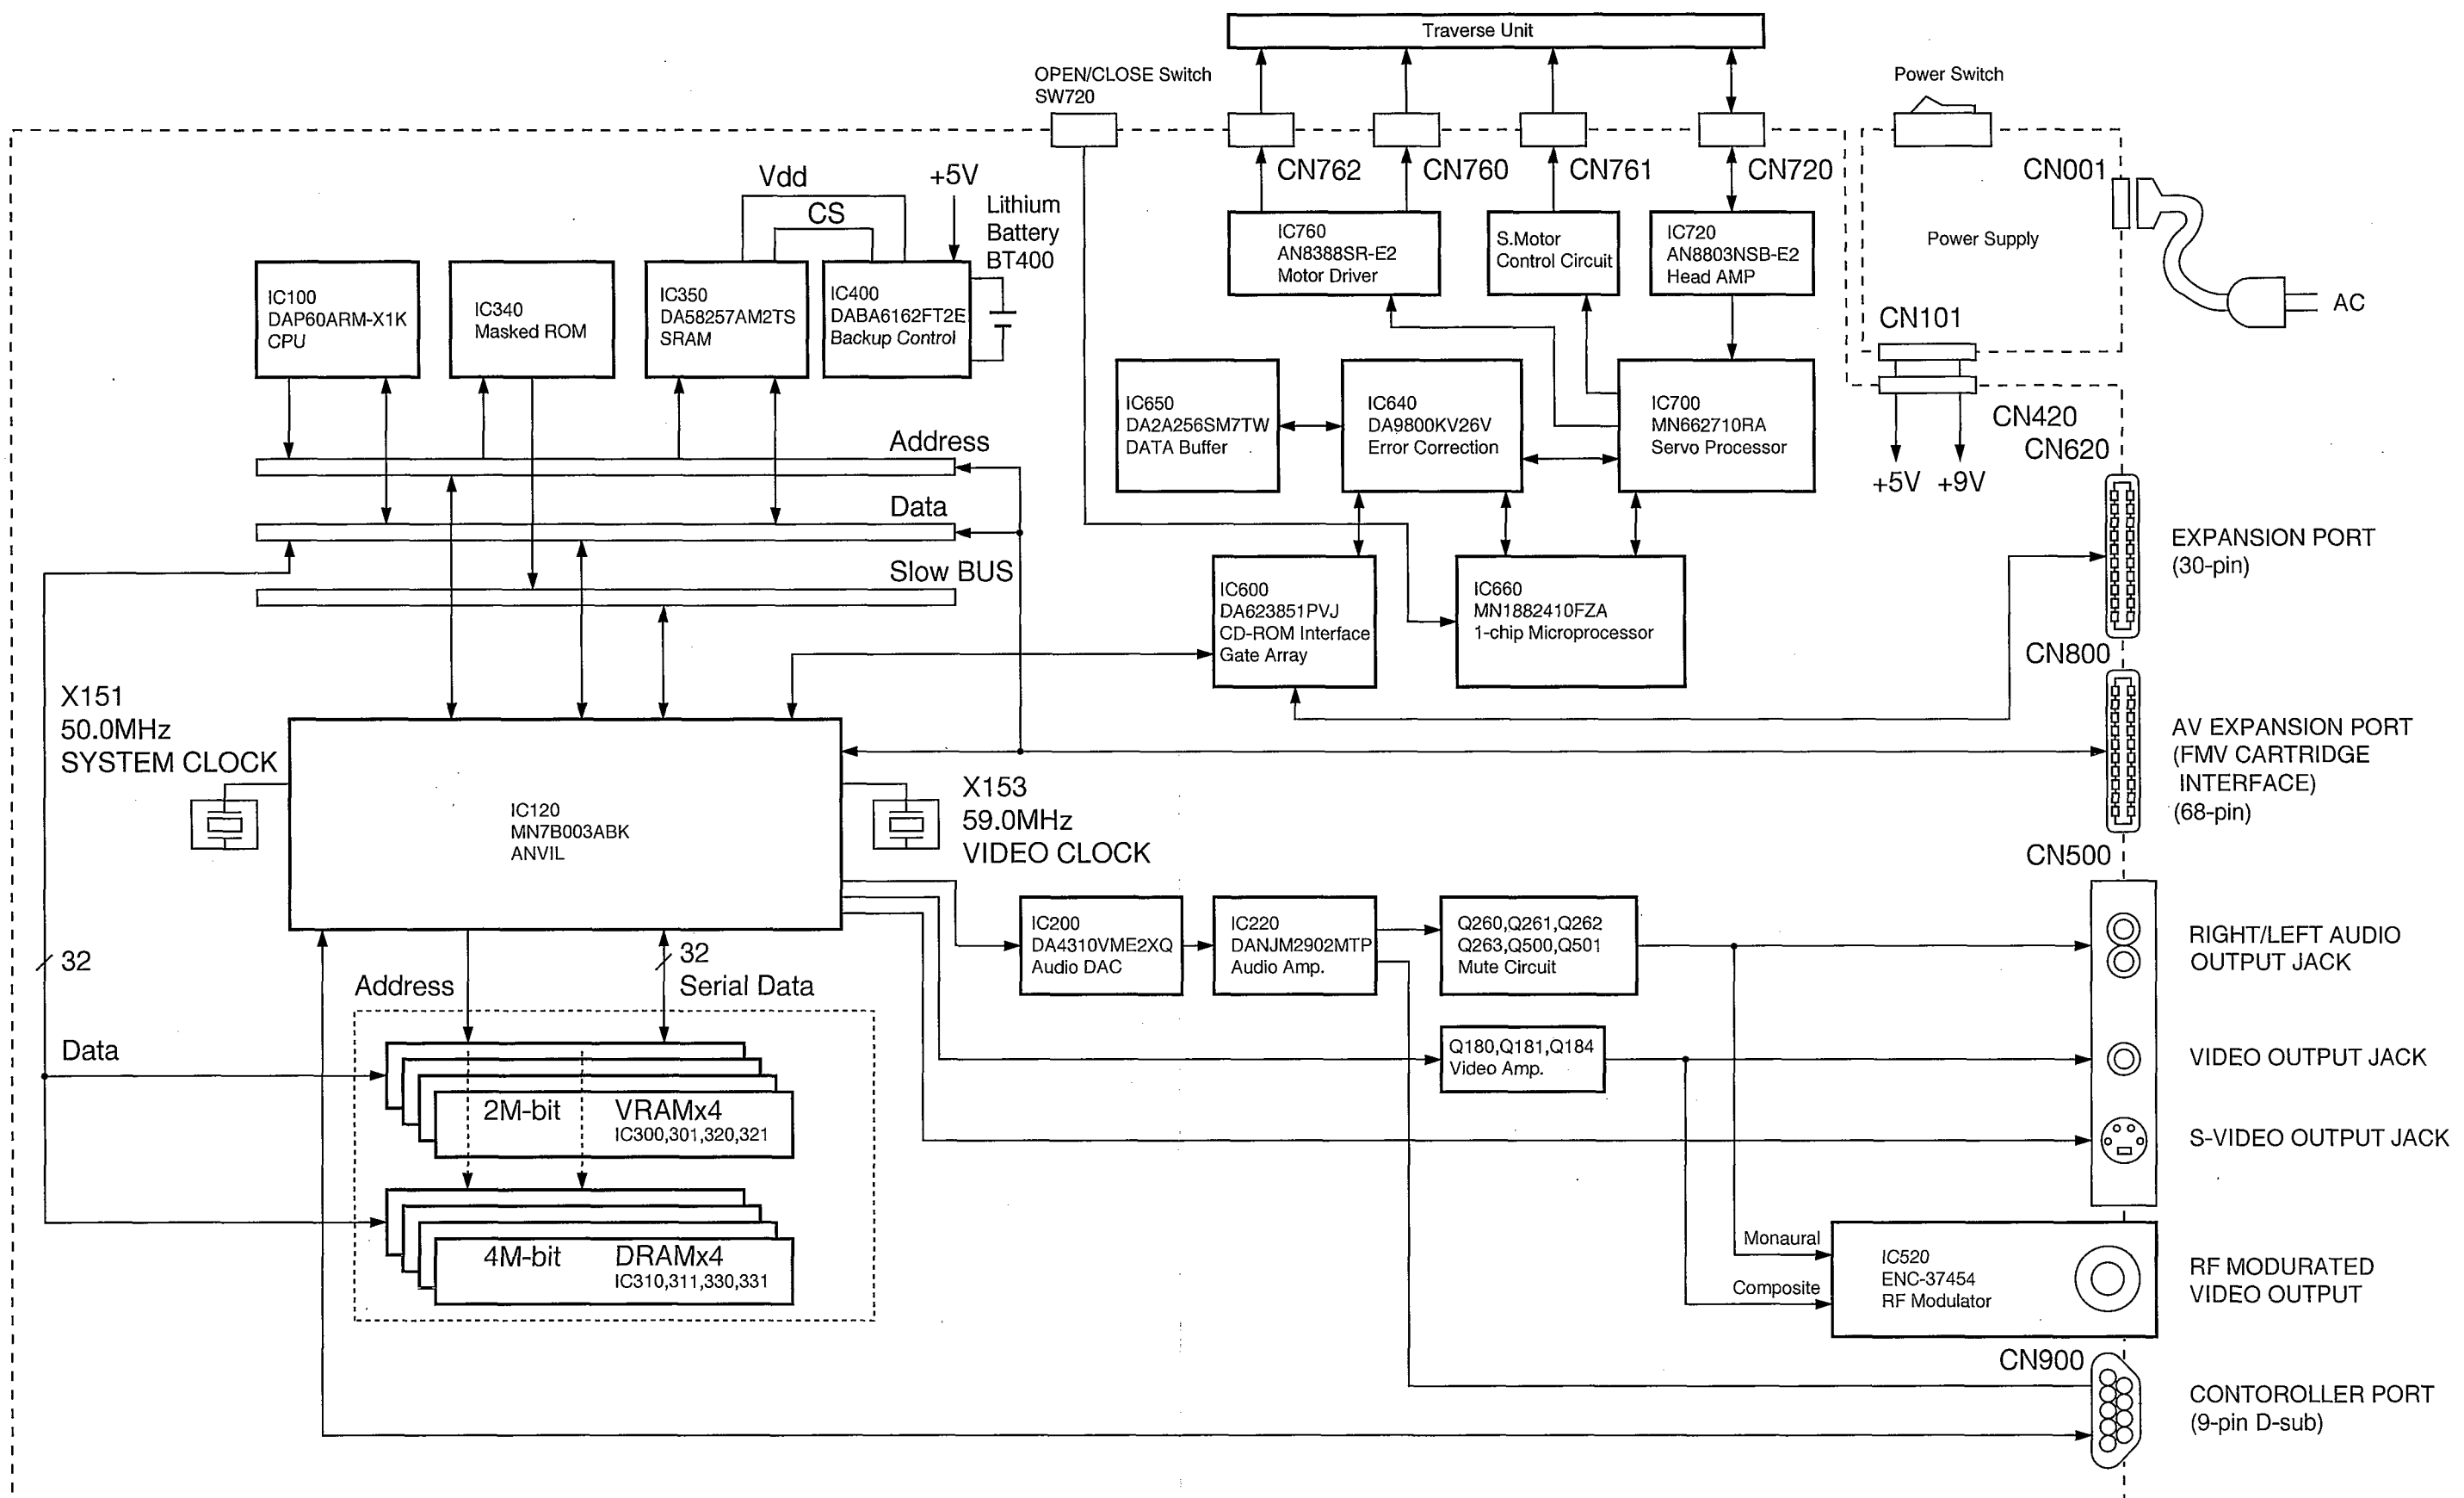 Traverse Unit
OPEN/CLOSE Switch
SW720
Power Switch
CN762
CN760
CN761
CN720
CN001
Vdd
CS
+5V
Lithium
Battery
BT400
IC760
AN8388SR-E2
Motor Driver
S.Motor
Control Circuit
IC720
AN8803NSB-E2
Head AMP
Power Supply
AC
CN101
IC100
DAP60ARM-X1K
CPU
IC340
Masked ROM
IC350
DA58257AM2TS
SRAM
IC400
DABA6162FT2E
Backup Control
IC650
DA2A256SM7TW
DATA Buffer
IC640
DA9800KV26V
Error Correction
IC700
MN662710RA
Servo Processor
CN420
CN620
+5V
+9V
Address
Data
Slow BUS
EXPANSION PORT
(30-pin)
IC600
DA623851PVJ
CD-ROM Interface
Gate Array
IC660
MN1882410FZA
1-chip Microprocessor
CN800
X151
50.0MHz
SYSTEM CLOCK
AV EXPANSION PORT
(FMV CARTRIDGE
INTERFACE)
(68-pin)
IC120
MN7B003ABK
ANVIL
X153
59.0MHz
VIDEO CLOCK
CN500
IC200
DA4310VME2XQ
Audio DAC
IC220
DANJM2902MTP
Audio Amp.
Q260,Q261,Q262
Q263,Q500,Q501
Mute Circuit
RIGHT/LEFT AUDIO
OUTPUT JACK
32
Address
32
Serial Data
Data
Q180,Q181,Q184
Video Amp.
VIDEO OUTPUT JACK
2M-bit VRAMx4
IC300,301,320,321
S-VIDEO OUTPUT JACK
4M-bit DRAMx4
IC310,311,330,331
Monaural
Composite
IC520
ENC-37454
RF Modulator
RF MODURATED
VIDEO OUTPUT
CN900
CONTOROLLER PORT
(9-pin D-sub)